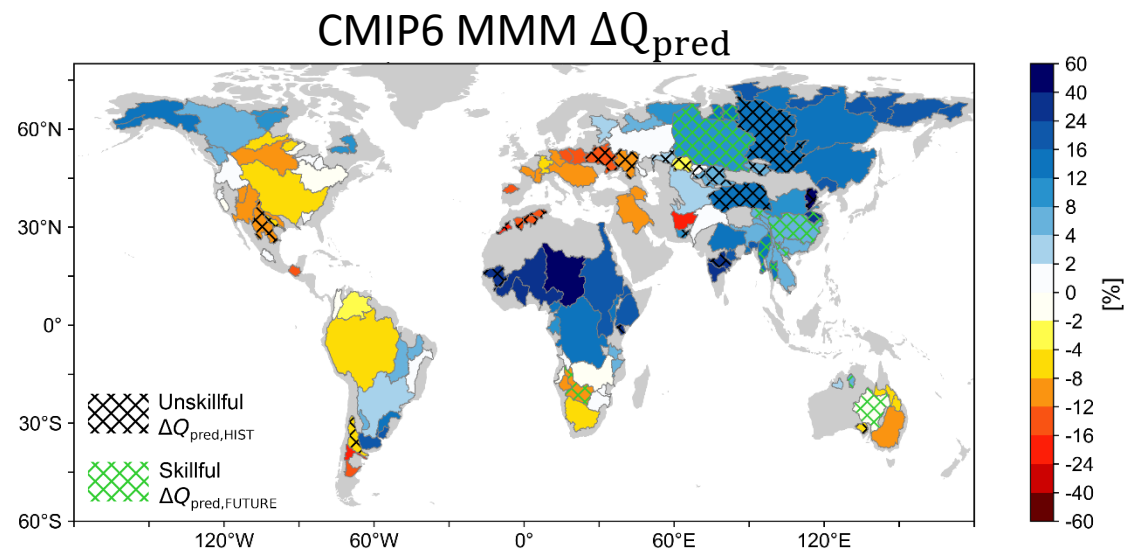 CMIP6 MMM ΔQpred
60°N
30°N
0°
30°S
60°S
120°W
60°W
0°
60°E
120°E
Unskillful
ΔQpred,HIST
Skillful
ΔQpred,FUTURE
60
40
24
16
12
8
4
2
0
-2
-4
-8
-12
-16
-24
-40
-60
[%]